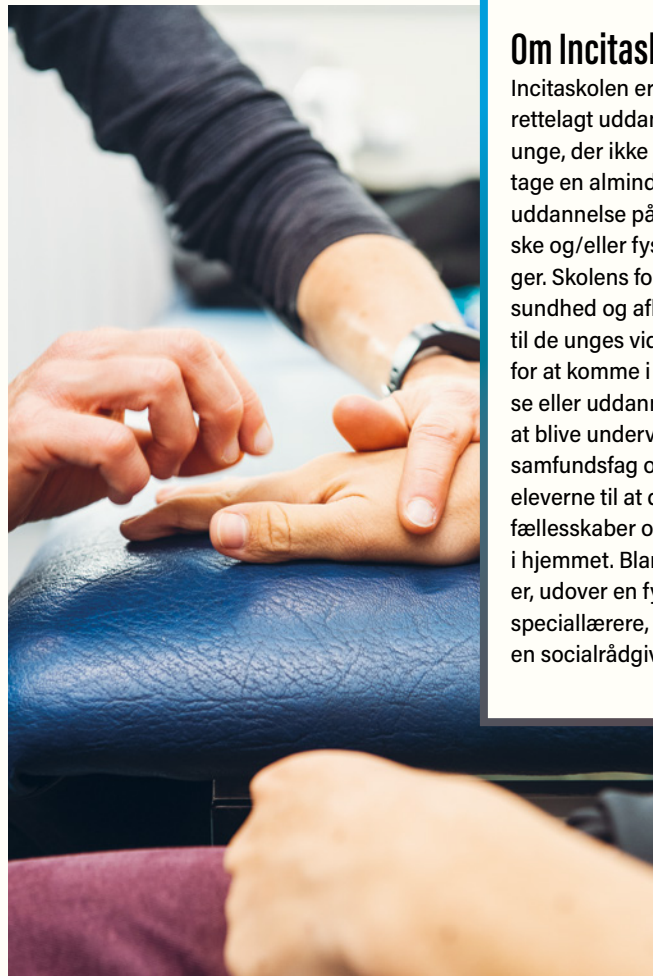 Om Incitask
Incitaskolen er
rettelagt uddan
unge, der ikke
tage en almind
uddannelse på
ske og/eller fys
ger. Skolens fo
sundhed og afk
til de unges vid
for at komme i
se eller uddann
at blive underv
samfundsfag o
eleverne til at d
fællesskaber o
i hjemmet. Blan
er, udover en fy
speciallærere,
en socialrådgiv